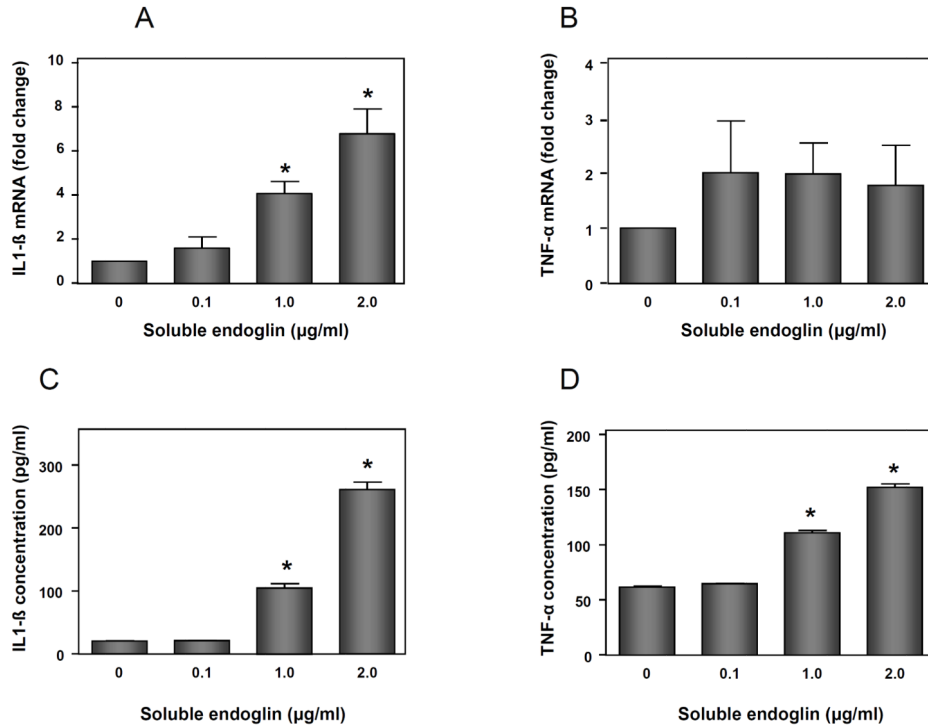 A
IL1-ß mRNA (fold change)
10
8
6
4
2
0
*
*
0 0.1 1.0 2.0
Soluble endoglin (µg/ml)
B
TNF-α mRNA (fold change)
4
3
2
1
0
0 0.1 1.0 2.0
Soluble endoglin (µg/ml)
C
IL1-ß concentration (pg/ml)
300
200
100
0
*
*
0 0.1 1.0 2.0
Soluble endoglin (µg/ml)
D
TNF-α concentration (pg/ml)
200
150
100
50
0
*
*
0 0.1 1.0 2.0
Soluble endoglin (µg/ml)